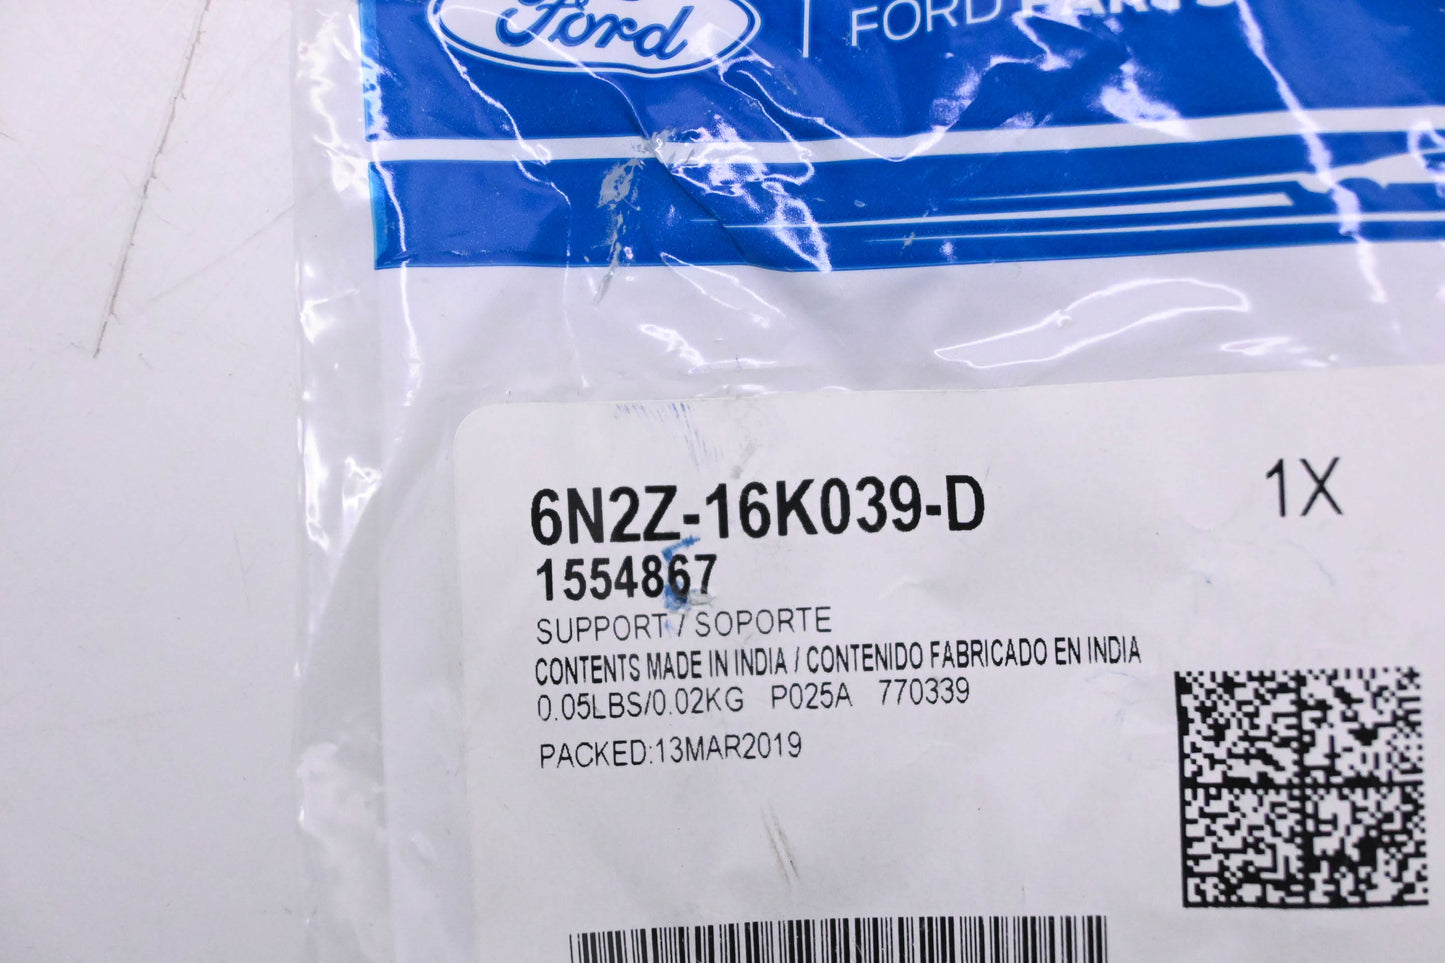 Ford
FORD PARTS
6N2Z-16K039-D
1X
1554867
SUPPORT / SOPORTE
CONTENTS MADE IN INDIA / CONTENIDO FABRICADO EN INDIA
0.05LBS/0.02KG P025A 770339
PACKED:13MAR2019